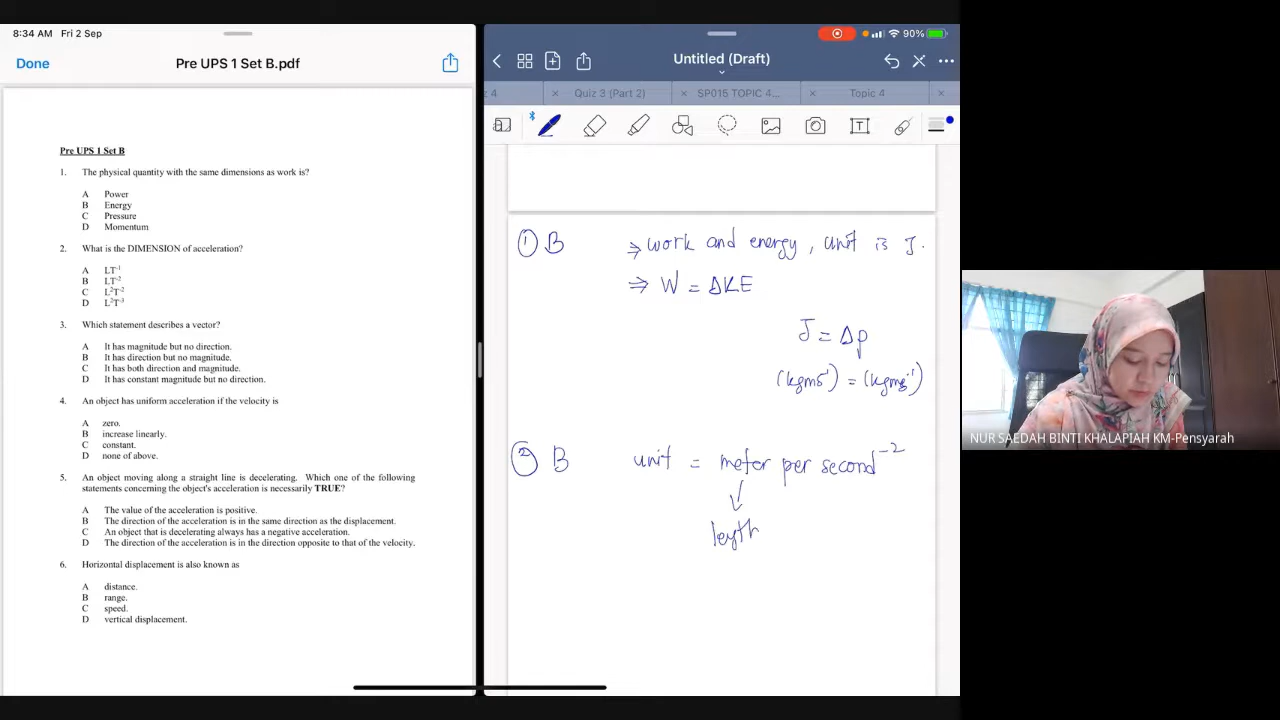 8:34 AM Fri 2 Sep
Done
Pre UPS 1 Set B.pdf
Pre UPS 1 Set B
1. The physical quantity with the same dimensions as work is?
A Power
B Energy
C Pressure
D Momentum
2. What is the DIMENSION of acceleration?
A LT⁻¹
B LT⁻²
C L²T⁻²
D L²T⁻³
3. Which statement describes a vector?
A It has magnitude but no direction.
B It has direction but no magnitude.
C It has both direction and magnitude.
D It has constant magnitude but no direction.
4. An object has uniform acceleration if the velocity is
A zero.
B increase linearly.
C constant.
D none of above.
5. An object moving along a straight line is decelerating. Which one of the following
statements concerning the object's acceleration is necessarily TRUE?
A The value of the acceleration is positive.
B The direction of the acceleration is in the same direction as the displacement.
C An object that is decelerating always has a negative acceleration.
D The direction of the acceleration is in the direction opposite to that of the velocity.
6. Horizontal displacement is also known as
A distance.
B range.
C speed.
D vertical displacement.
90%
Untitled (Draft)
z 4
Quiz 3 (Part 2)
SP015 TOPIC 4...
Topic 4
① B ⇒ work and energy, unit is J.
⇒ W = ΔKE
J = Δp
(kgms⁻¹) = (kgms⁻¹)
② B unit = meter per second⁻²
↓
length
NUR SAEDAH BINTI KHALAPIAH KM-Pensyarah